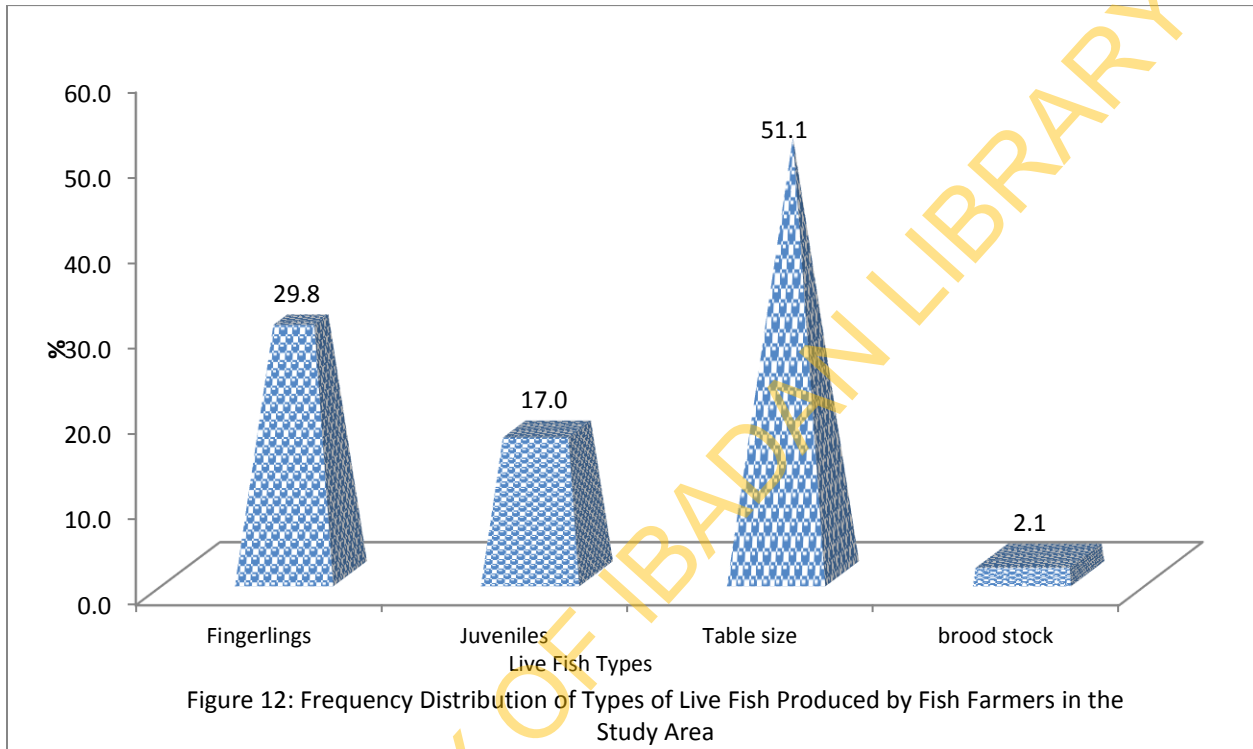 60.0
50.0
40.0
30.0
20.0
10.0
0.0
%
29.8
17.0
51.1
2.1
Fingerlings Juveniles Table size brood stock
Live Fish Types
Figure 12: Frequency Distribution of Types of Live Fish Produced by Fish Farmers in the
Study Area
Y OF IBADAN LIBRARY